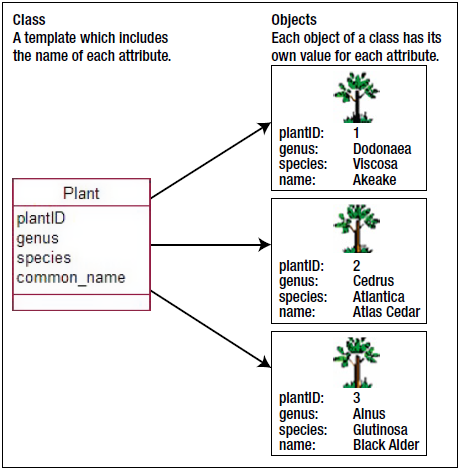 Class
A template which includes
the name of each attribute.
Objects
Each object of a class has its
own value for each attribute.
Plant
plantID
genus
species
common_name
plantID: 1
genus: Dodonaea
species: Viscosa
name: Akeake
plantID: 2
genus: Cedrus
species: Atlantica
name: Atlas Cedar
plantID: 3
genus: Alnus
species: Glutinosa
name: Black Alder